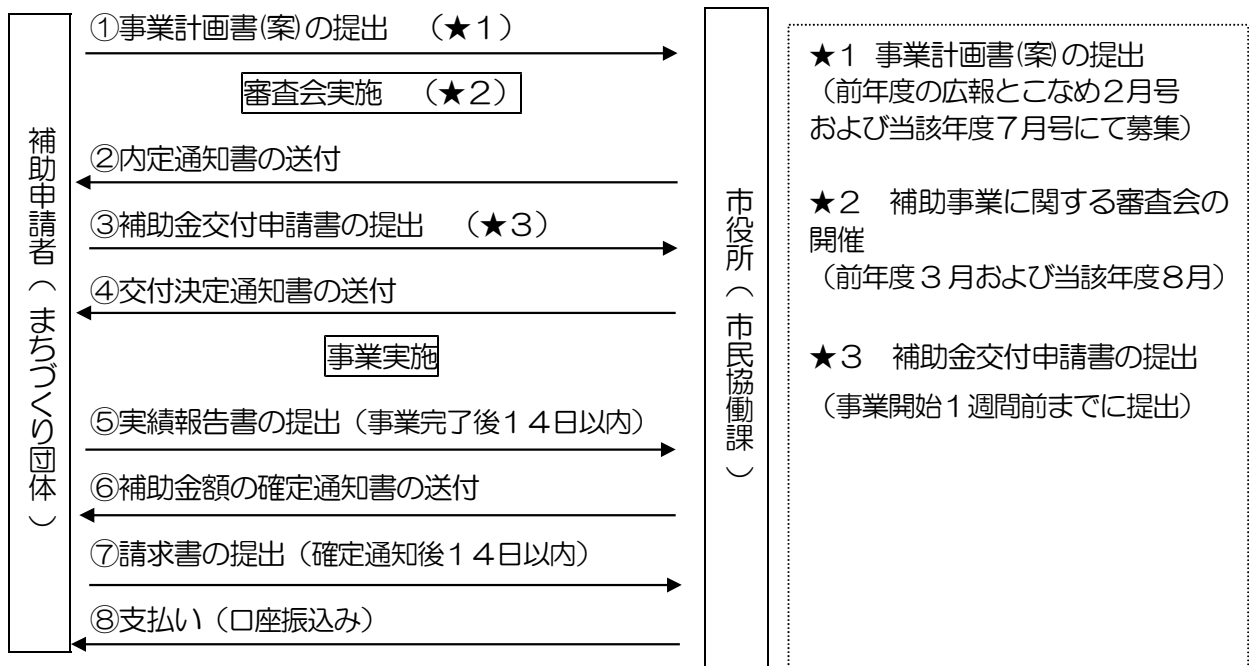 補助申請者（まちづくり団体）
①事業計画書(案)の提出　（★１）
審査会実施　（★２）
②内定通知書の送付
③補助金交付申請書の提出　（★３）
④交付決定通知書の送付
事業実施
⑤実績報告書の提出（事業完了後１４日以内）
⑥補助金額の確定通知書の送付
⑦請求書の提出（確定通知後１４日以内）
⑧支払い（口座振込み）
市役所（市民協働課）
★１ 事業計画書(案)の提出
（前年度の広報とこなめ２月号
および当該年度７月号にて募集）
★２　補助事業に関する審査会の
開催
（前年度３月および当該年度８月）
★３　補助金交付申請書の提出
（事業開始１週間前までに提出）